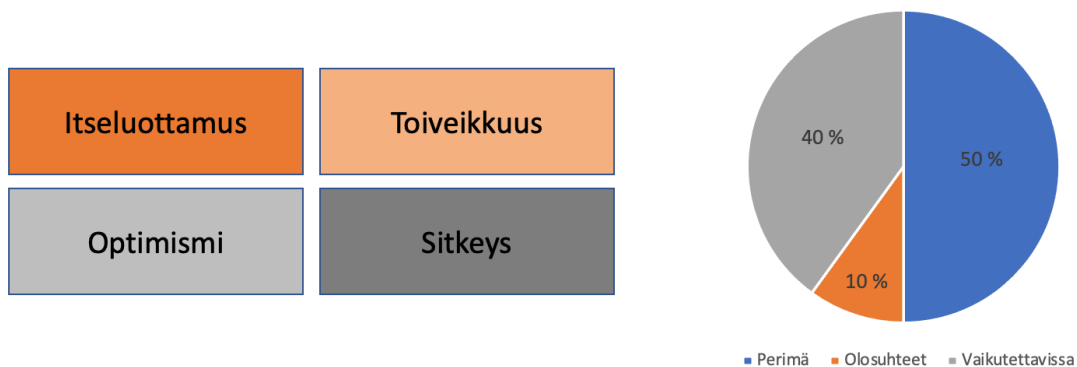 Itseluottamus
Toiveikkuus
Optimismi
Sitkeys
40 %
50 %
10 %
Perimä
Olosuhteet
Vaikutettavissa